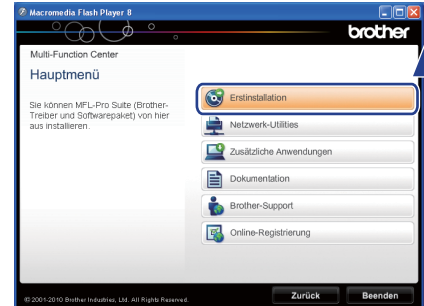 Macromedia Flash Player 8
brother
Multi-Function Center
Hauptmenü
Sie können MFL-Pro Suite (Brother-
Treiber und Softwarepaket) von hier
aus installieren.
Erstinstallation
Netzwerk-Utilities
Zusätzliche Anwendungen
Dokumentation
Brother-Support
Online-Registrierung
© 2001-2010 Brother Industries, Ltd. All Rights Reserved.
Zurück
Beenden